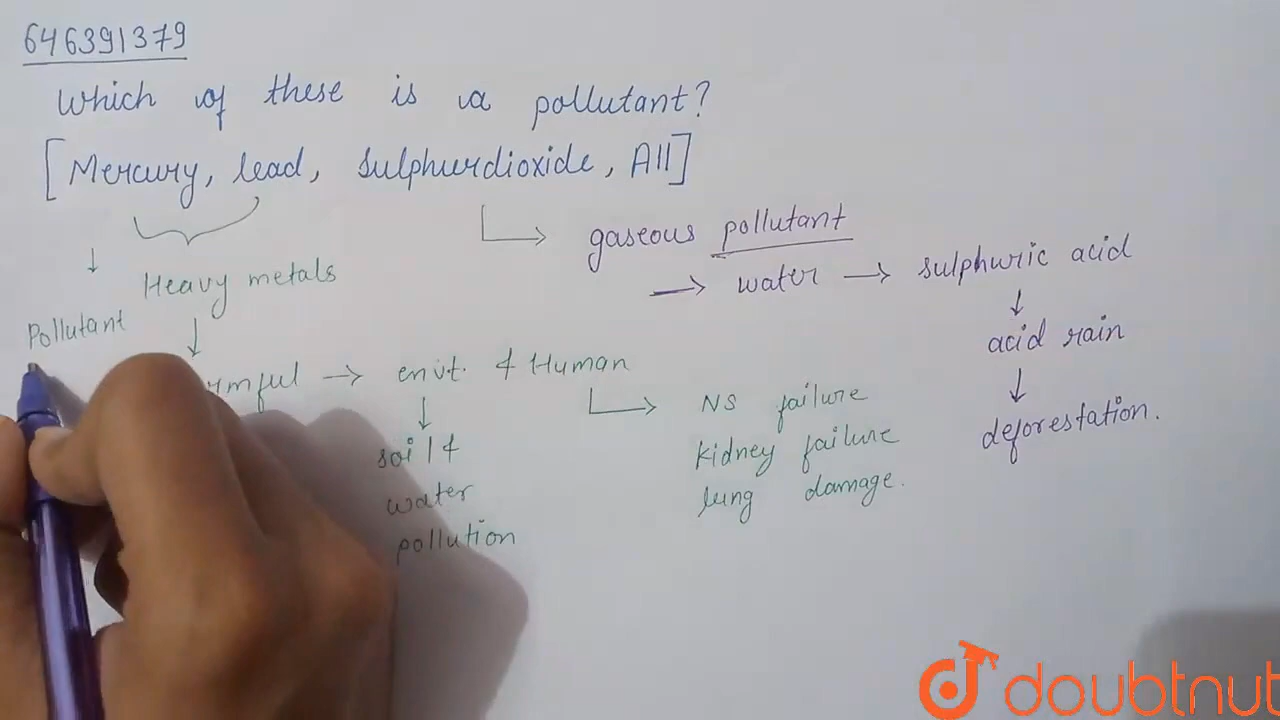 646391379
Which of these is a pollutant?
[Mercury, lead, sulphurdioxide, All]
gaseous pollutant
→ water → sulphuric acid
↓
acid rain
↓
deforestation.
↓ Heavy metals
Pollutant ↓
→ envt. & Human
↓
soil &
water
pollution
NS failure
kidney failure
lung damage.
doubtnut